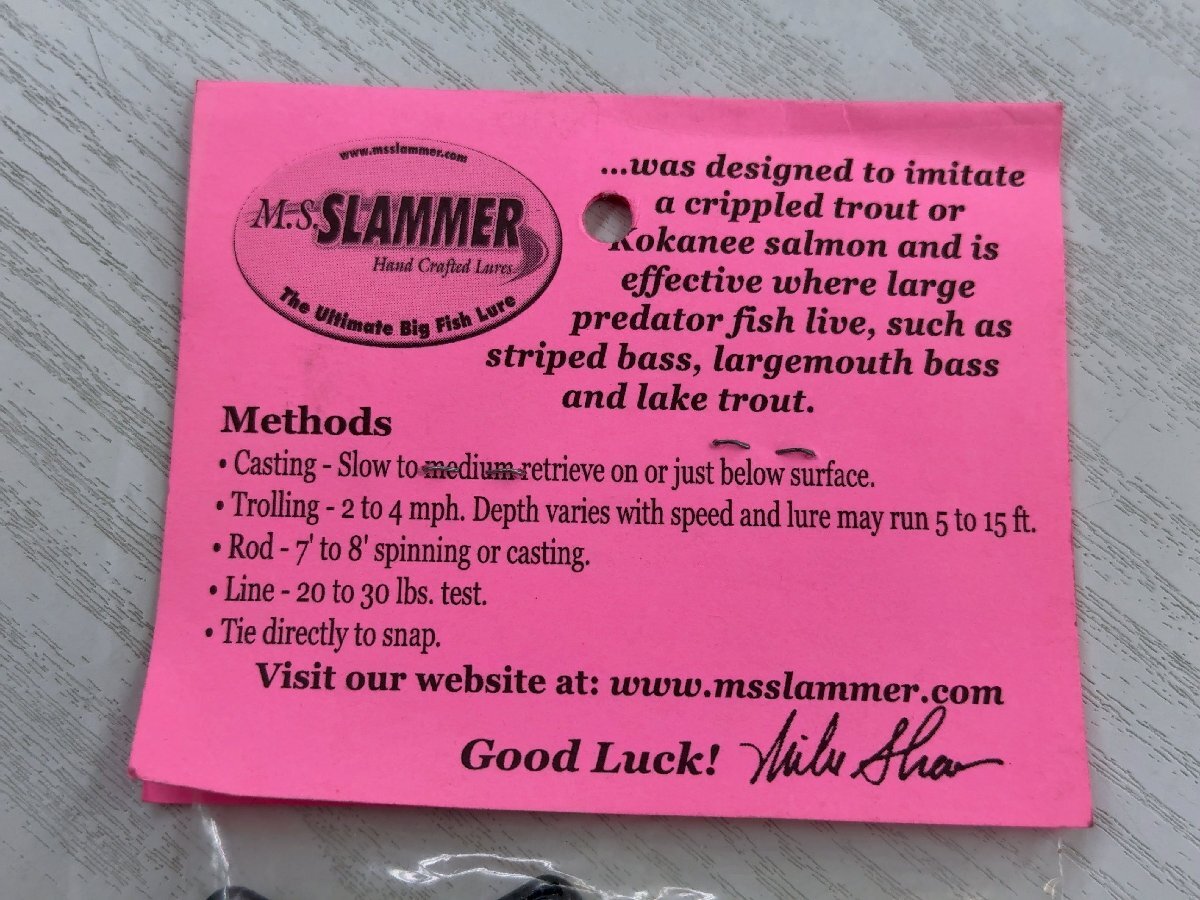 www.msslammer.com
M.S. SLAMMER
Hand Crafted Lures
The Ultimate Big Fish Lure
...was designed to imitate
a crippled trout or
Kokanee salmon and is
effective where large
predator fish live, such as
striped bass, largemouth bass
and lake trout.
Methods
• Casting - Slow to medium retrieve on or just below surface.
• Trolling - 2 to 4 mph. Depth varies with speed and lure may run 5 to 15 ft.
• Rod - 7' to 8' spinning or casting.
• Line - 20 to 30 lbs. test.
• Tie directly to snap.
Visit our website at: www.msslammer.com
Good Luck! Mike Shaw